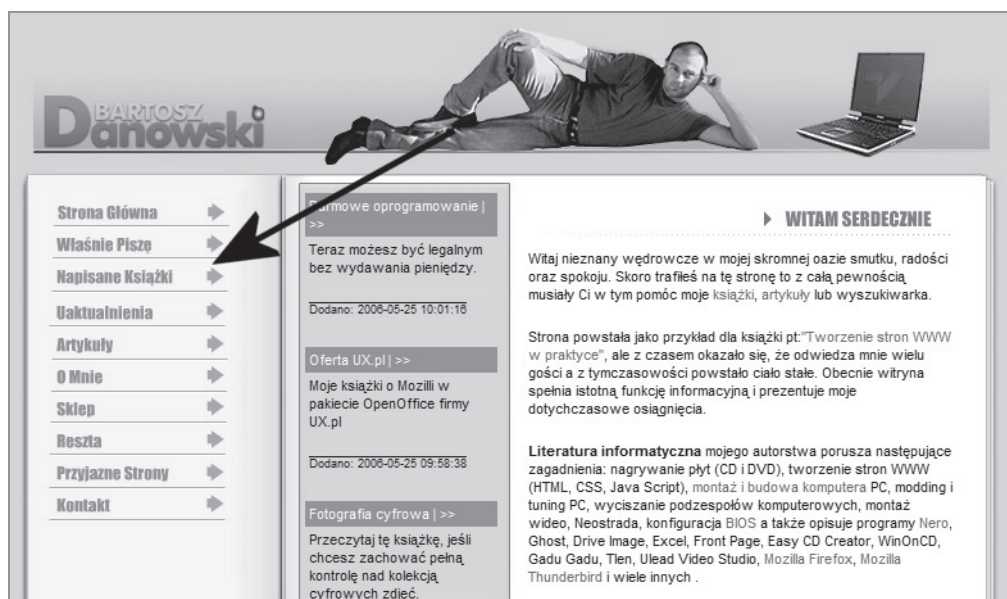 BARTOSZ
Danowski
Strona Główna
Właśnie Piszę
Napisane Książki
Uaktualnienia
Artykuły
O Mnie
Sklep
Reszta
Przyjazne Strony
Kontakt
Darmowe oprogramowanie |
>>
Teraz możesz być legalnym
bez wydawania pieniędzy.
Dodano: 2006-05-25 10:01:16
Oferta UX.pl | >>
Moje książki o Mozilli w
pakiecie OpenOffice firmy
UX.pl
Dodano: 2006-05-25 09:58:38
Fotografia cyfrowa | >>
Przeczytaj tę książkę, jeśli
chcesz zachować pełną
kontrolę nad kolekcją
cyfrowych zdjęć.
WITAM SERDECZNIE
Witaj nieznany wędrowcze w mojej skromnej oazie smutku, radości
oraz spokoju. Skoro trafiłeś na tę stronę to z całą pewnością
musiały Ci w tym pomóc moje książki, artykuły lub wyszukiwarka.
Strona powstała jako przykład dla książki pt:"Tworzenie stron WWW
w praktyce", ale z czasem okazało się, że odwiedza mnie wielu
gości a z tymczasowości powstało ciało stałe. Obecnie witryna
spełnia istotną funkcję informacyjną i prezentuje moje
dotychczasowe osiągnięcia.
Literatura informatyczna mojego autorstwa porusza następujące
zagadnienia: nagrywanie płyt (CD i DVD), tworzenie stron WWW
(HTML, CSS, Java Script), montaż i budowa komputera PC, modding i
tuning PC, wyciszanie podzespołów komputerowych, montaż
wideo, Neostrada, konfiguracja BIOS a także opisuje programy Nero,
Ghost, Drive Image, Excel, Front Page, Easy CD Creator, WinOnCD,
Gadu Gadu, Tlen, Ulead Video Studio, Mozilla Firefox, Mozilla
Thunderbird i wiele innych .